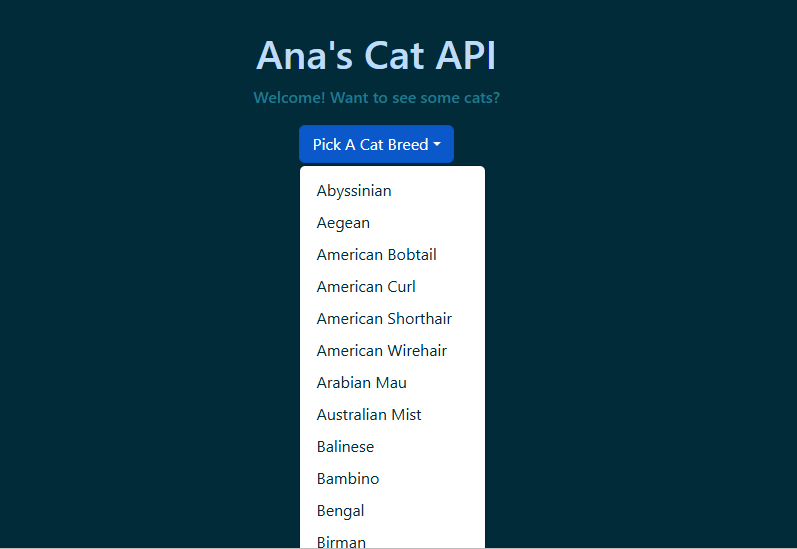 Ana's Cat API
Welcome! Want to see some cats?
Pick A Cat Breed
Abyssinian
Aegean
American Bobtail
American Curl
American Shorthair
American Wirehair
Arabian Mau
Australian Mist
Balinese
Bambino
Bengal
Birman